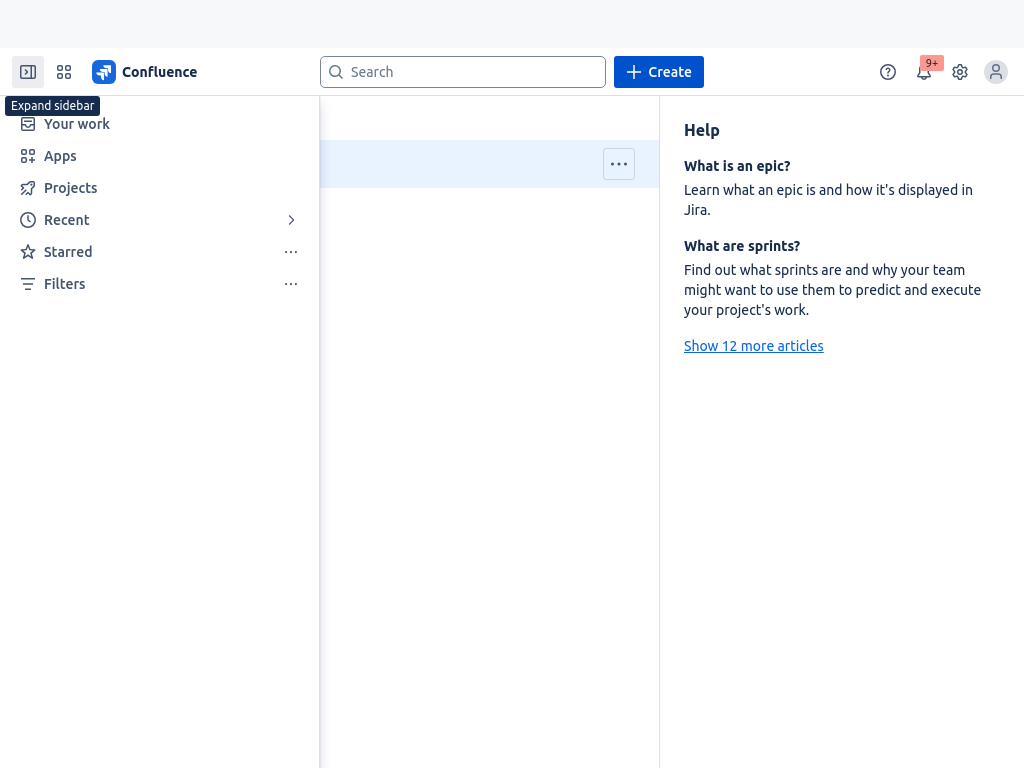 Confluence
Search
Create
9+
Expand sidebar
Your work
Apps
Projects
Recent
Starred
Filters
Help
What is an epic?
Learn what an epic is and how it's displayed in
Jira.
What are sprints?
Find out what sprints are and why your team
might want to use them to predict and execute
your project's work.
Show 12 more articles